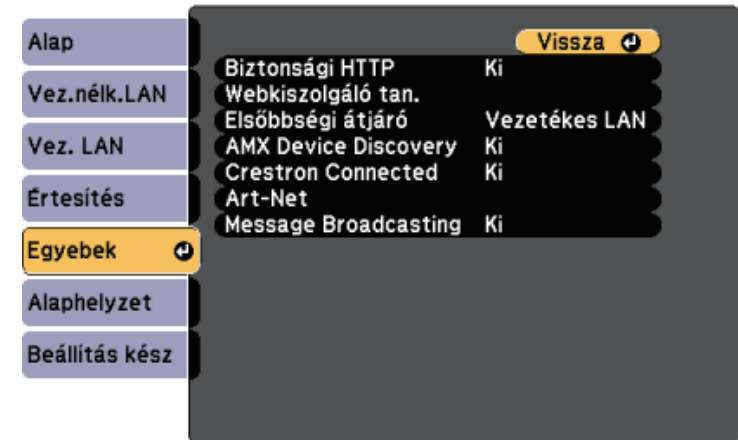 Alap
Vez.nélk.LAN
Vez. LAN
Értesítés
Egyebek
Alaphelyzet
Beállítás kész
Vissza
Biztonsági HTTP Ki
Webkiszolgáló tan.
Elsőbbségi átjáró Vezetékes LAN
AMX Device Discovery Ki
Crestron Connected Ki
Art-Net
Message Broadcasting Ki